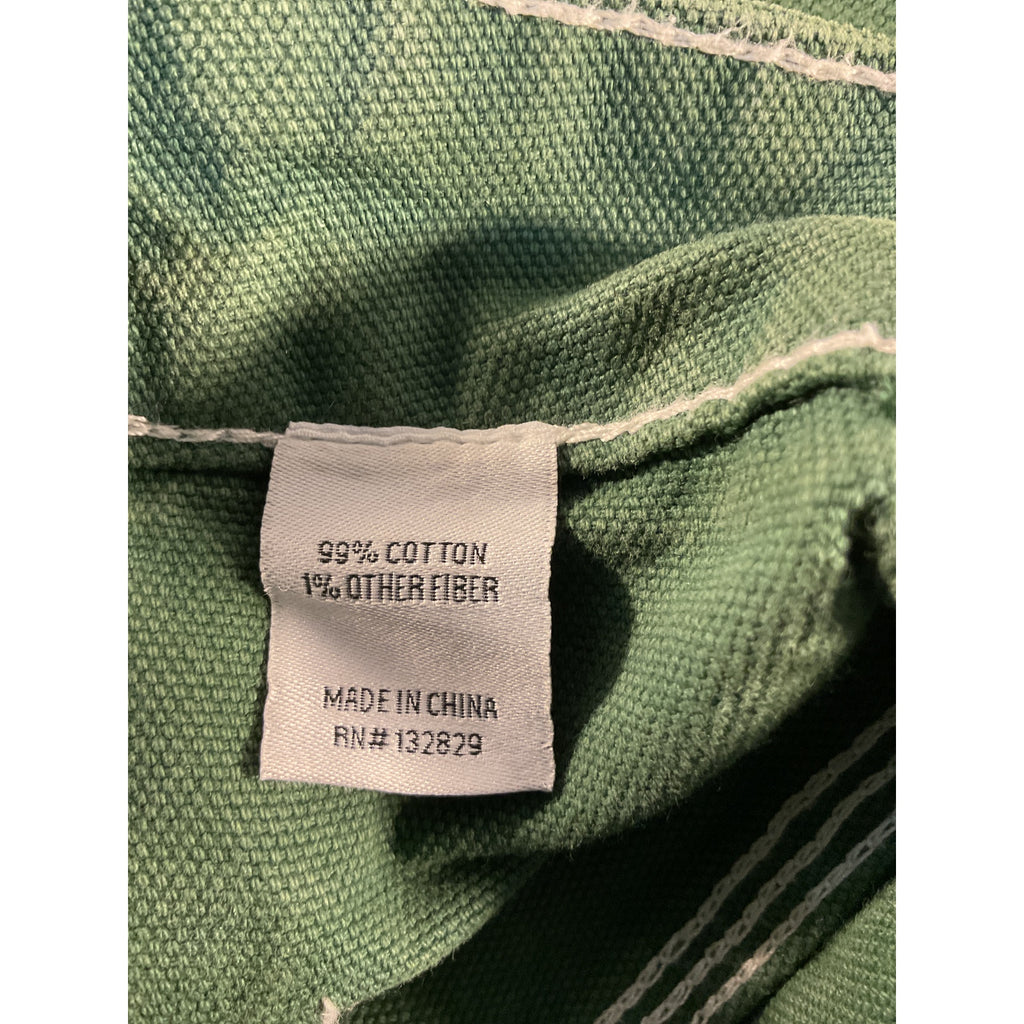 99% COTTON
1% OTHER FIBER
MADE IN CHINA
RN# 132829